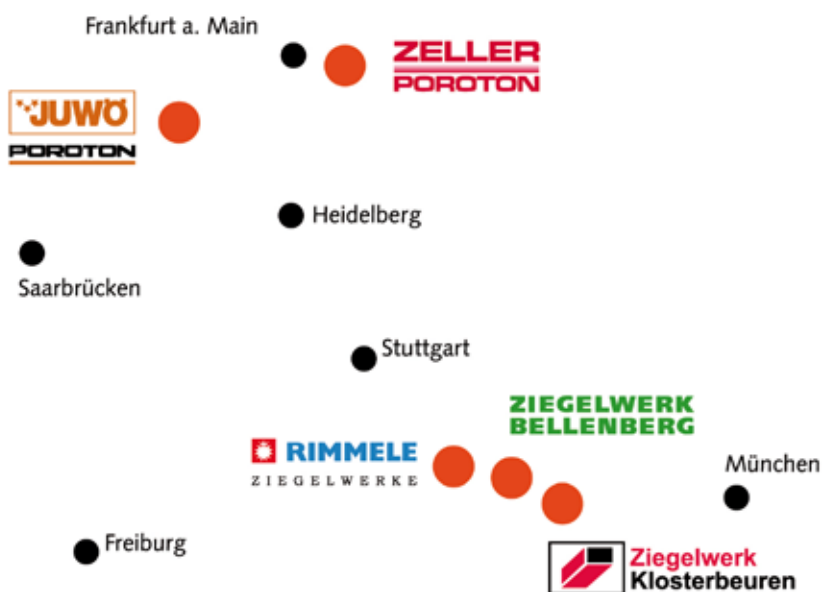 Frankfurt a. Main
ZELLER
POROTON
JUWÖ
POROTON
Heidelberg
Saarbrücken
Stuttgart
ZIEGELWERK
BELLENBERG
RIMMELE
ZIEGELWERKE
München
Freiburg
Ziegelwerk
Klosterbeuren